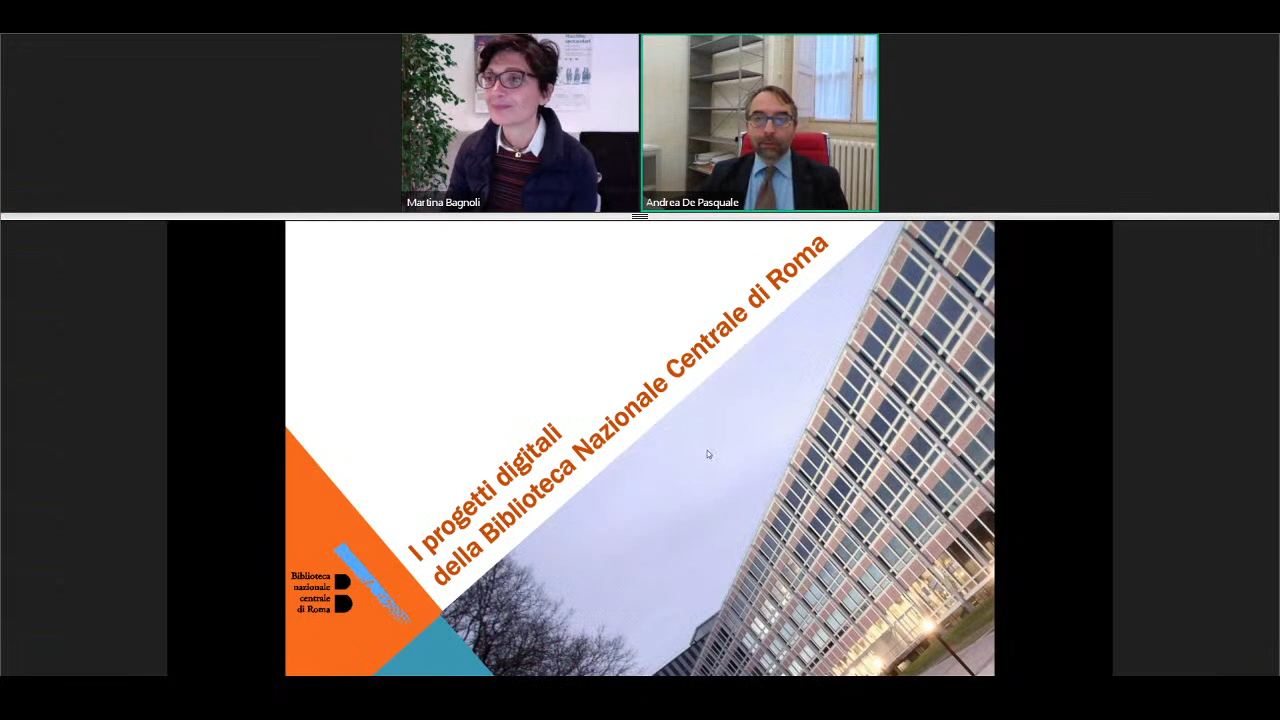 Martina Bagnoli
Andrea De Pasquale
I progetti digitali
della Biblioteca Nazionale Centrale di Roma
Biblioteca
nazionale
centrale
di Roma